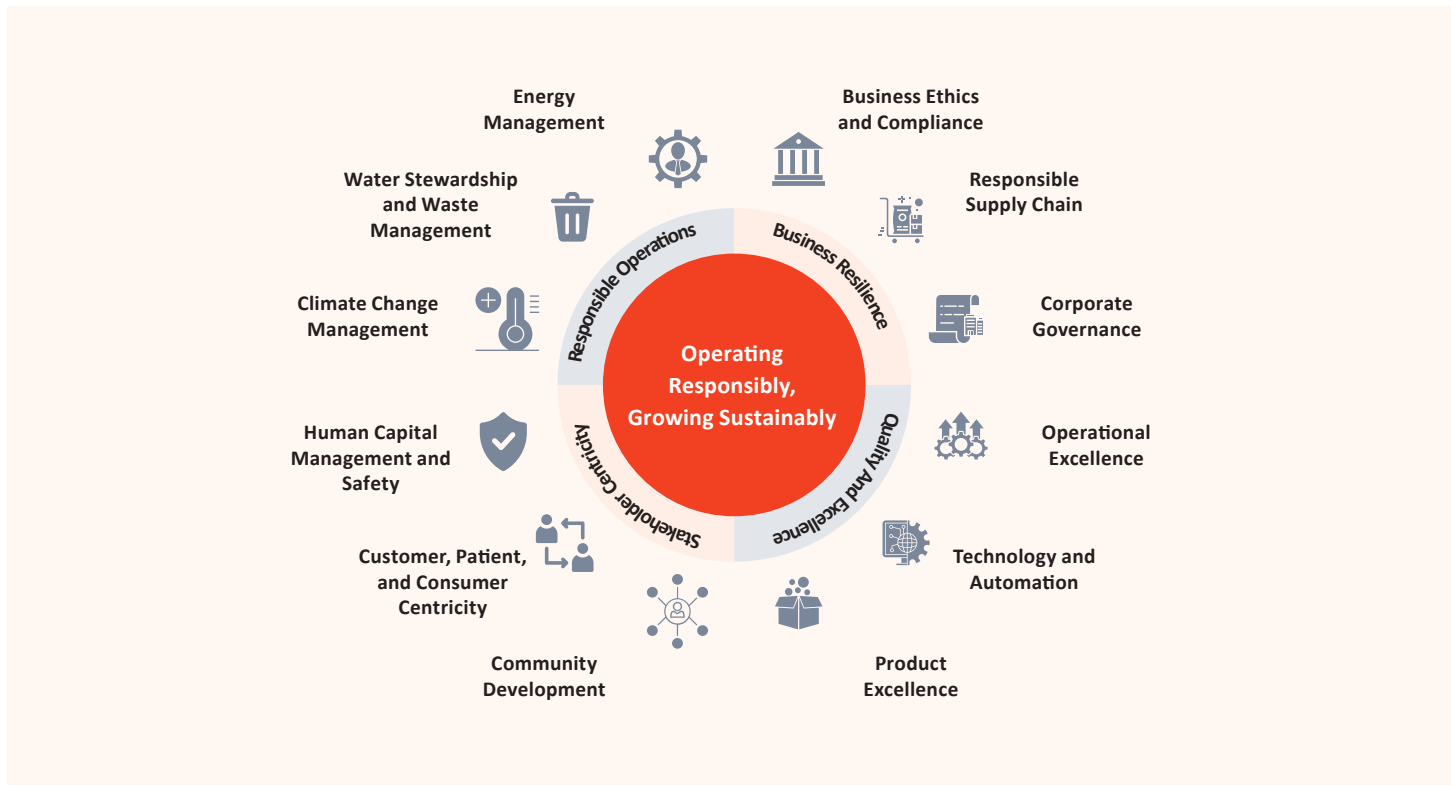 Energy
Management
Business Ethics
and Compliance
Water Stewardship
and Waste
Management
Responsible
Supply Chain
Climate Change
Management
Corporate
Governance
Human Capital
Management and
Safety
Operational
Excellence
Customer, Patient,
and Consumer
Centricity
Technology and
Automation
Community
Development
Product
Excellence
Responsible Operations
Business Resilience
Stakeholder Centricity
Quality And Excellence
Operating
Responsibly,
Growing Sustainably